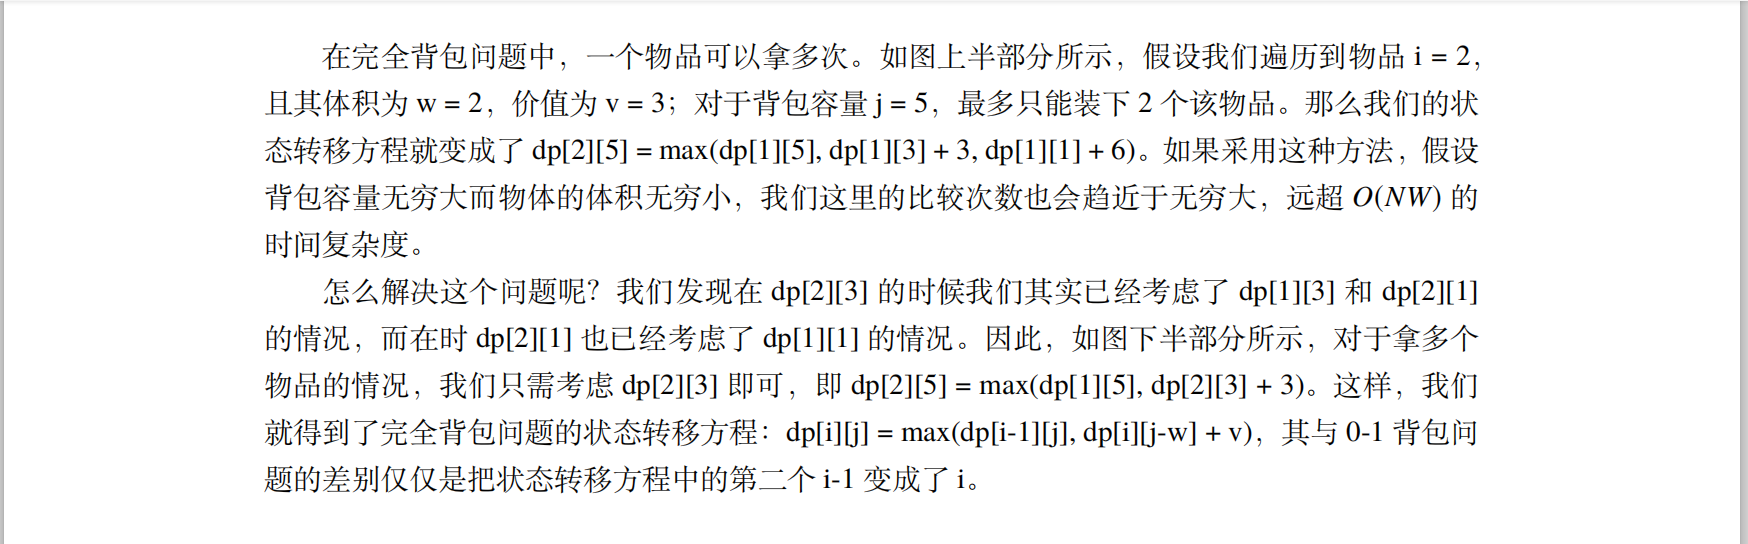 在完全背包问题中，一个物品可以拿多次。如图上半部分所示，假设我们遍历到物品 i = 2，
且其体积为 w = 2，价值为 v = 3；对于背包容量 j = 5，最多只能装下 2 个该物品。那么我们的状
态转移方程就变成了 dp[2][5] = max(dp[1][5], dp[1][3] + 3, dp[1][1] + 6)。如果采用这种方法，假设
背包容量无穷大而物体的体积无穷小，我们这里的比较次数也会趋近于无穷大，远超 O(NW) 的
时间复杂度。
怎么解决这个问题呢？我们发现在 dp[2][3] 的时候我们其实已经考虑了 dp[1][3] 和 dp[2][1]
的情况，而在时 dp[2][1] 也已经考虑了 dp[1][1] 的情况。因此，如图下半部分所示，对于拿多个
物品的情况，我们只需考虑 dp[2][3] 即可，即 dp[2][5] = max(dp[1][5], dp[2][3] + 3)。这样，我们
就得到了完全背包问题的状态转移方程：dp[i][j] = max(dp[i-1][j], dp[i][j-w] + v)，其与 0-1 背包问
题的差别仅仅是把状态转移方程中的第二个 i-1 变成了 i。